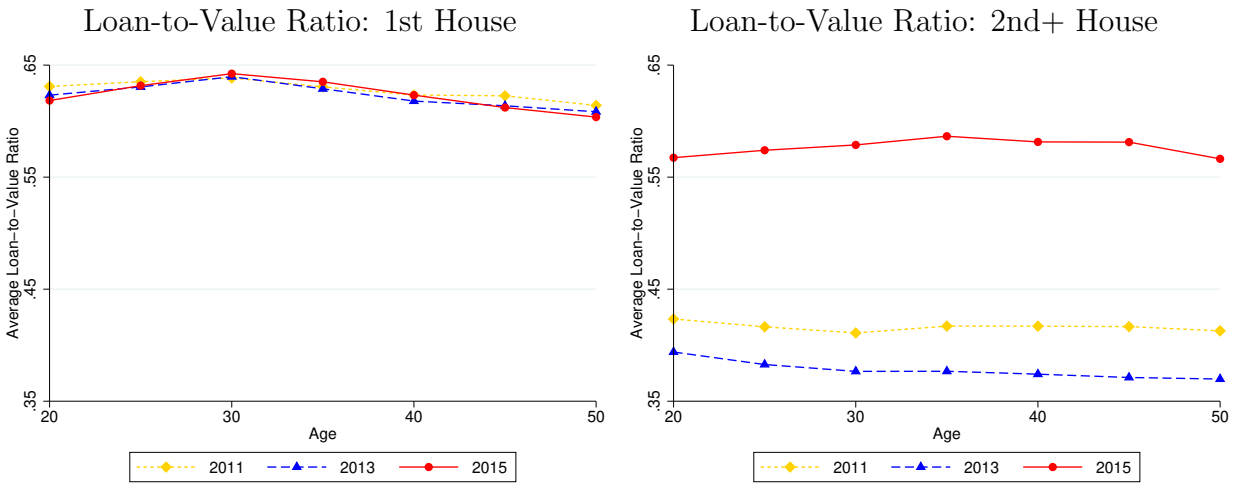 Loan-to-Value Ratio: 1st House
Average Loan-to-Value Ratio
.65
.55
.45
.35
20 30 40 50
Age
2011 2013 2015
Loan-to-Value Ratio: 2nd+ House
Average Loan-to-Value Ratio
.65
.55
.45
.35
20 30 40 50
Age
2011 2013 2015